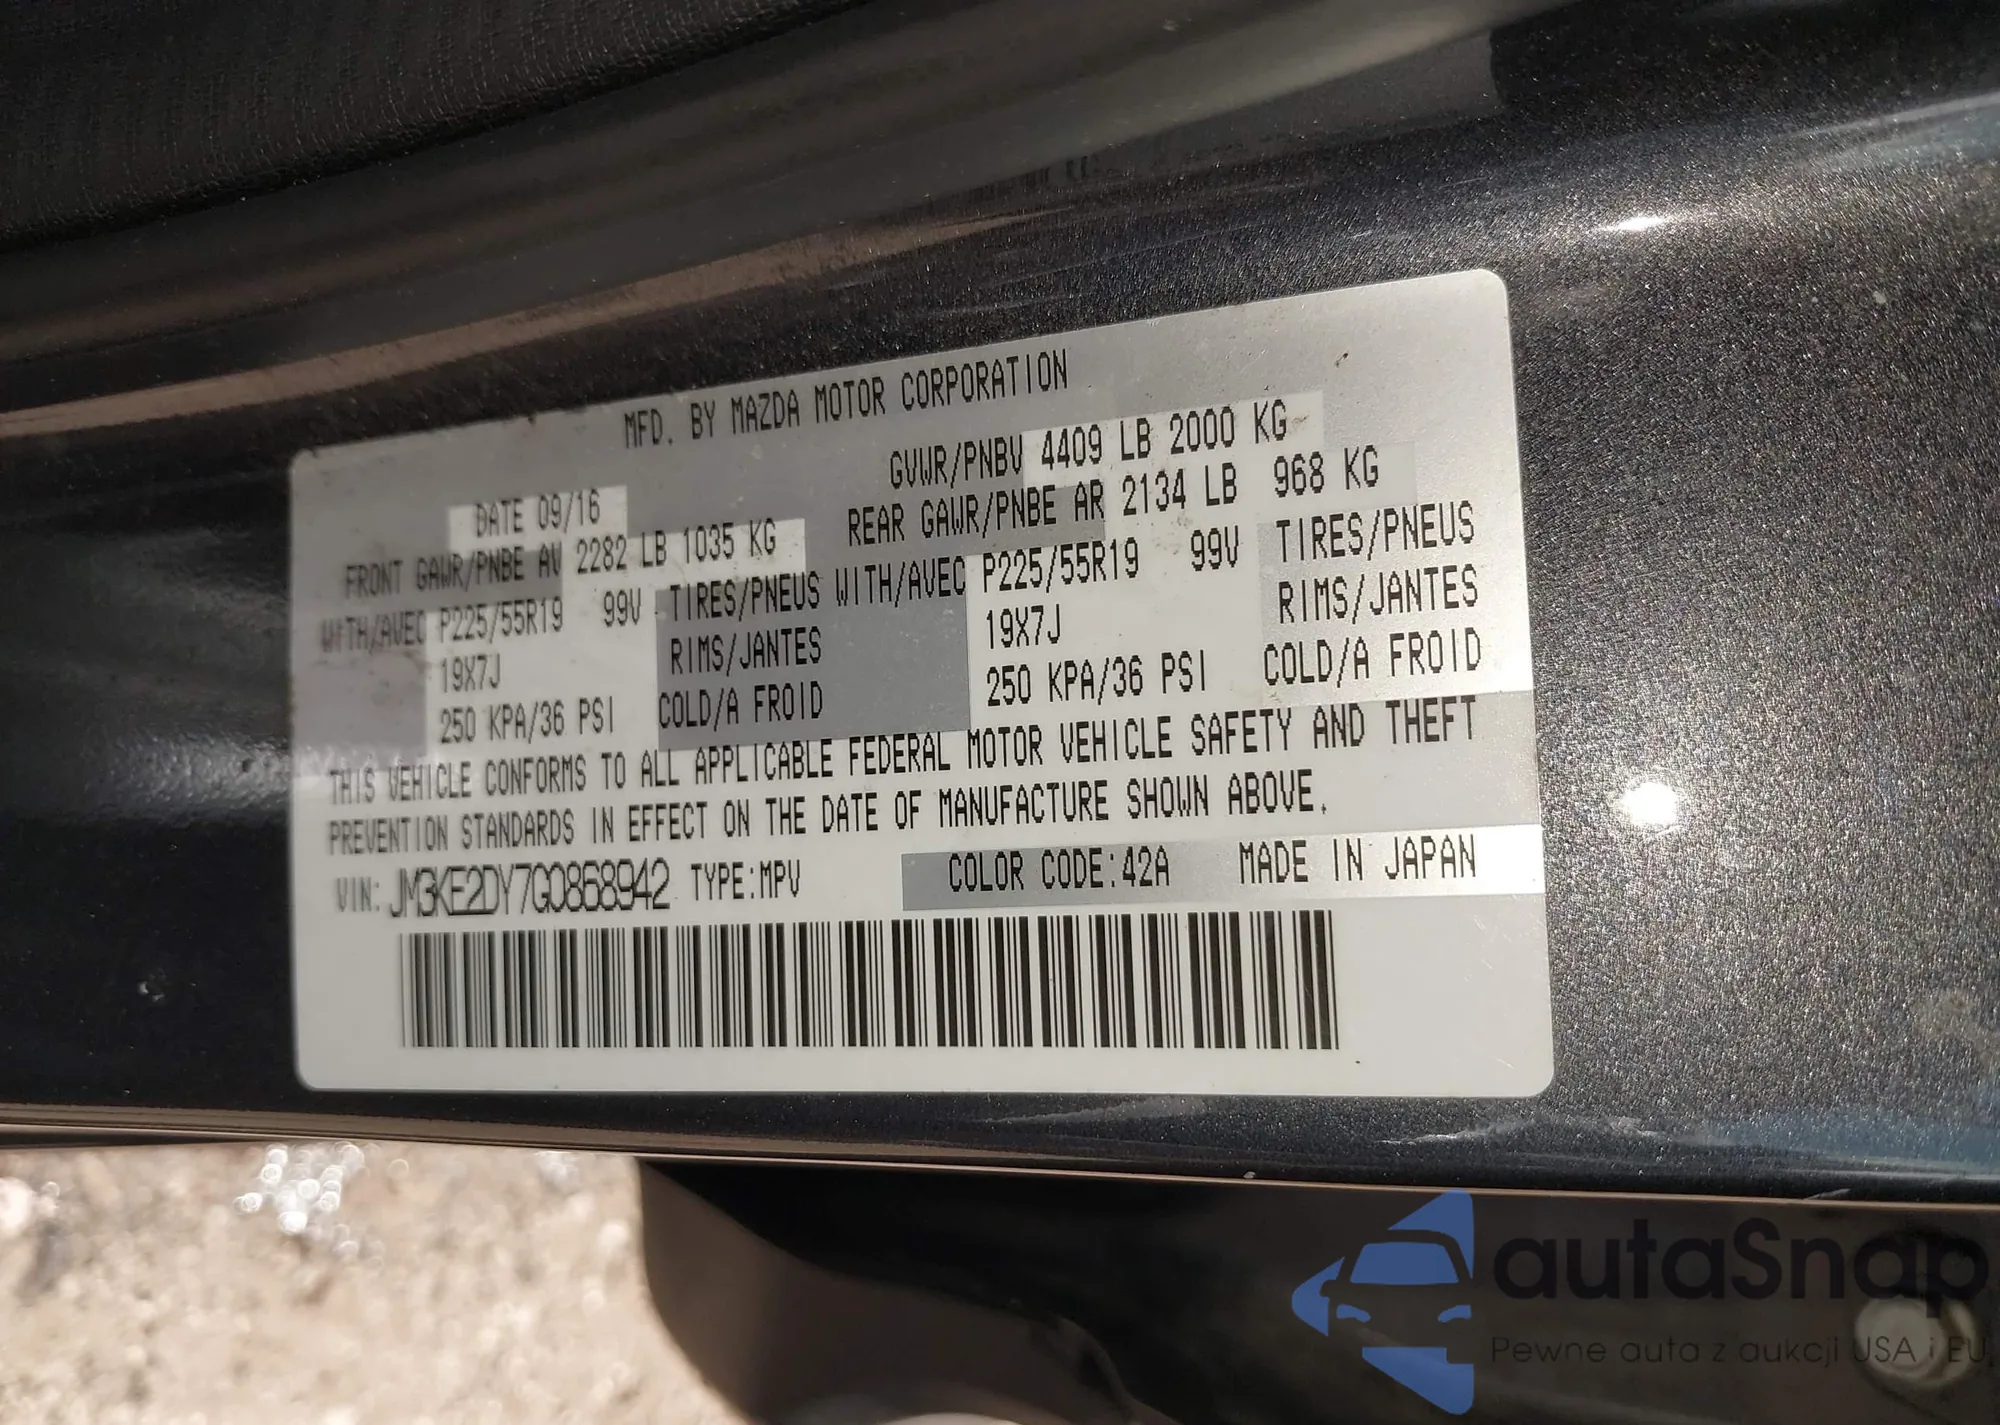 MFD. BY MAZDA MOTOR CORPORATION
DATE 09/16 GVWR/PNBV 4409 LB 2000 KG
FRONT GAWR/PNBE AV 2282 LB 1035 KG REAR GAWR/PNBE AR 2134 LB 968 KG
WITH/AVEC P225/55R19 99V TIRES/PNEUS WITH/AVEC P225/55R19 99V TIRES/PNEUS
19X7J RIMS/JANTES 19X7J RIMS/JANTES
250 KPA/36 PSI COLD/A FROID 250 KPA/36 PSI COLD/A FROID
THIS VEHICLE CONFORMS TO ALL APPLICABLE FEDERAL MOTOR VEHICLE SAFETY AND THEFT
PREVENTION STANDARDS IN EFFECT ON THE DATE OF MANUFACTURE SHOWN ABOVE.
VIN: JM3KE2DY7G0868942 TYPE:MPV COLOR CODE:42A MADE IN JAPAN
autaSnap
Pewne auta z aukcji USA i EU